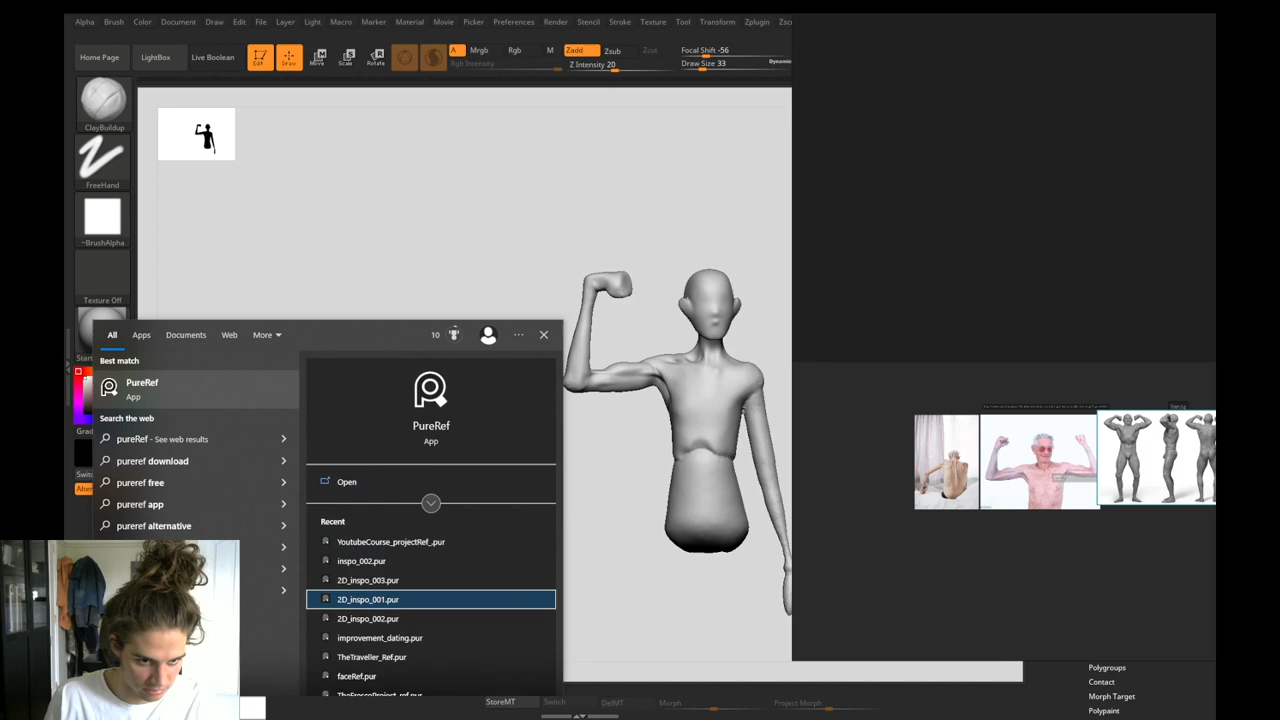 Alpha Brush Color Document Draw Edit File Layer Light Macro Marker Material Movie Picker Preferences Render Stencil Stroke Texture Tool Transform Zplugin
Home Page LightBox Live Boolean Edit Draw Move Scale Rotate A Mrgb Rgb M Zadd Zsub Zcut Focal Shift -56
Rgb Intensity Z Intensity 20 Draw Size 33
ClayBuildup
FreeHand
~BrushAlpha
Texture Off
All Apps Documents Web More 10
Best match
PureRef
App
Search the web
pureRef - See web results
pureref download
pureref free
pureref app
pureref alternative
PureRef
App
Open
Recent
YoutubeCourse_projectRef_.pur
inspo_002.pur
2D_inspo_003.pur
2D_inspo_001.pur
2D_inspo_002.pur
improvement_dating.pur
TheTraveller_Ref.pur
faceRef.pur
Polygroups
Contact
Morph Target
Polypaint
StoreMT Switch DelMT Morph Project Morph